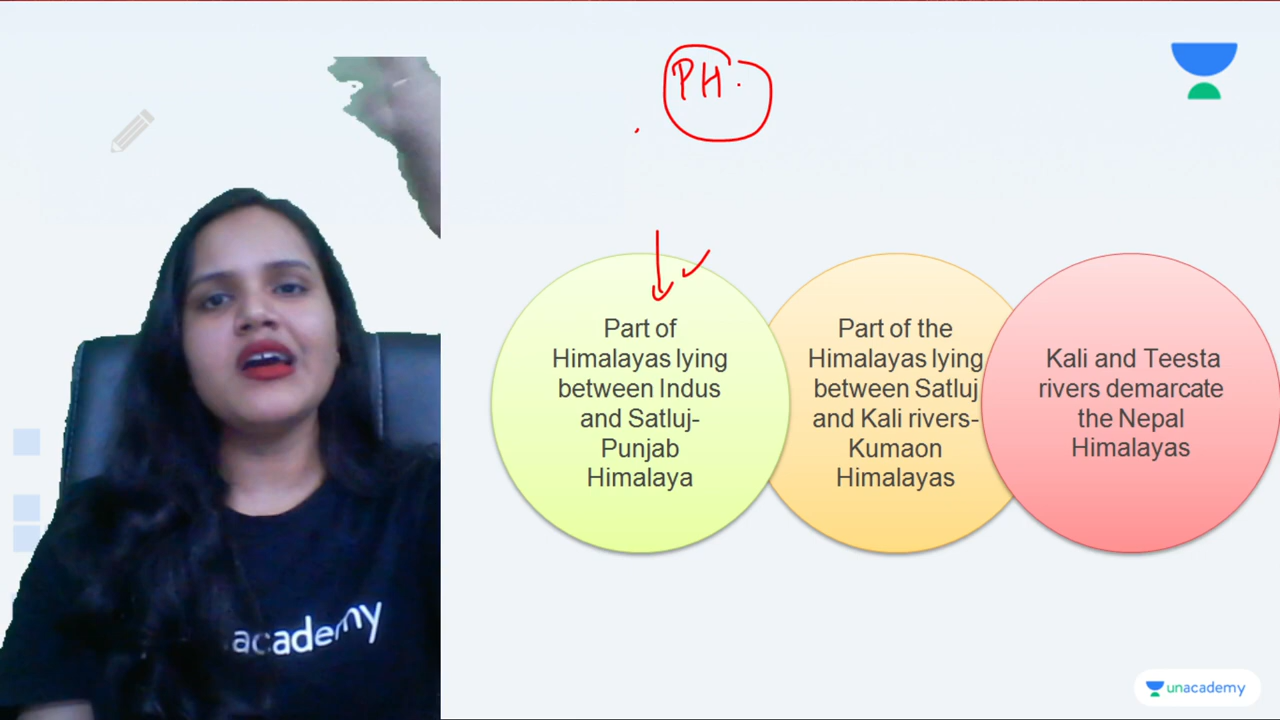 PH.
Part of
Himalayas lying
between Indus
and Satluj-
Punjab
Himalaya
Part of the
Himalayas lying
between Satluj
and Kali rivers-
Kumaon
Himalayas
Kali and Teesta
rivers demarcate
the Nepal
Himalayas
academy
unacademy